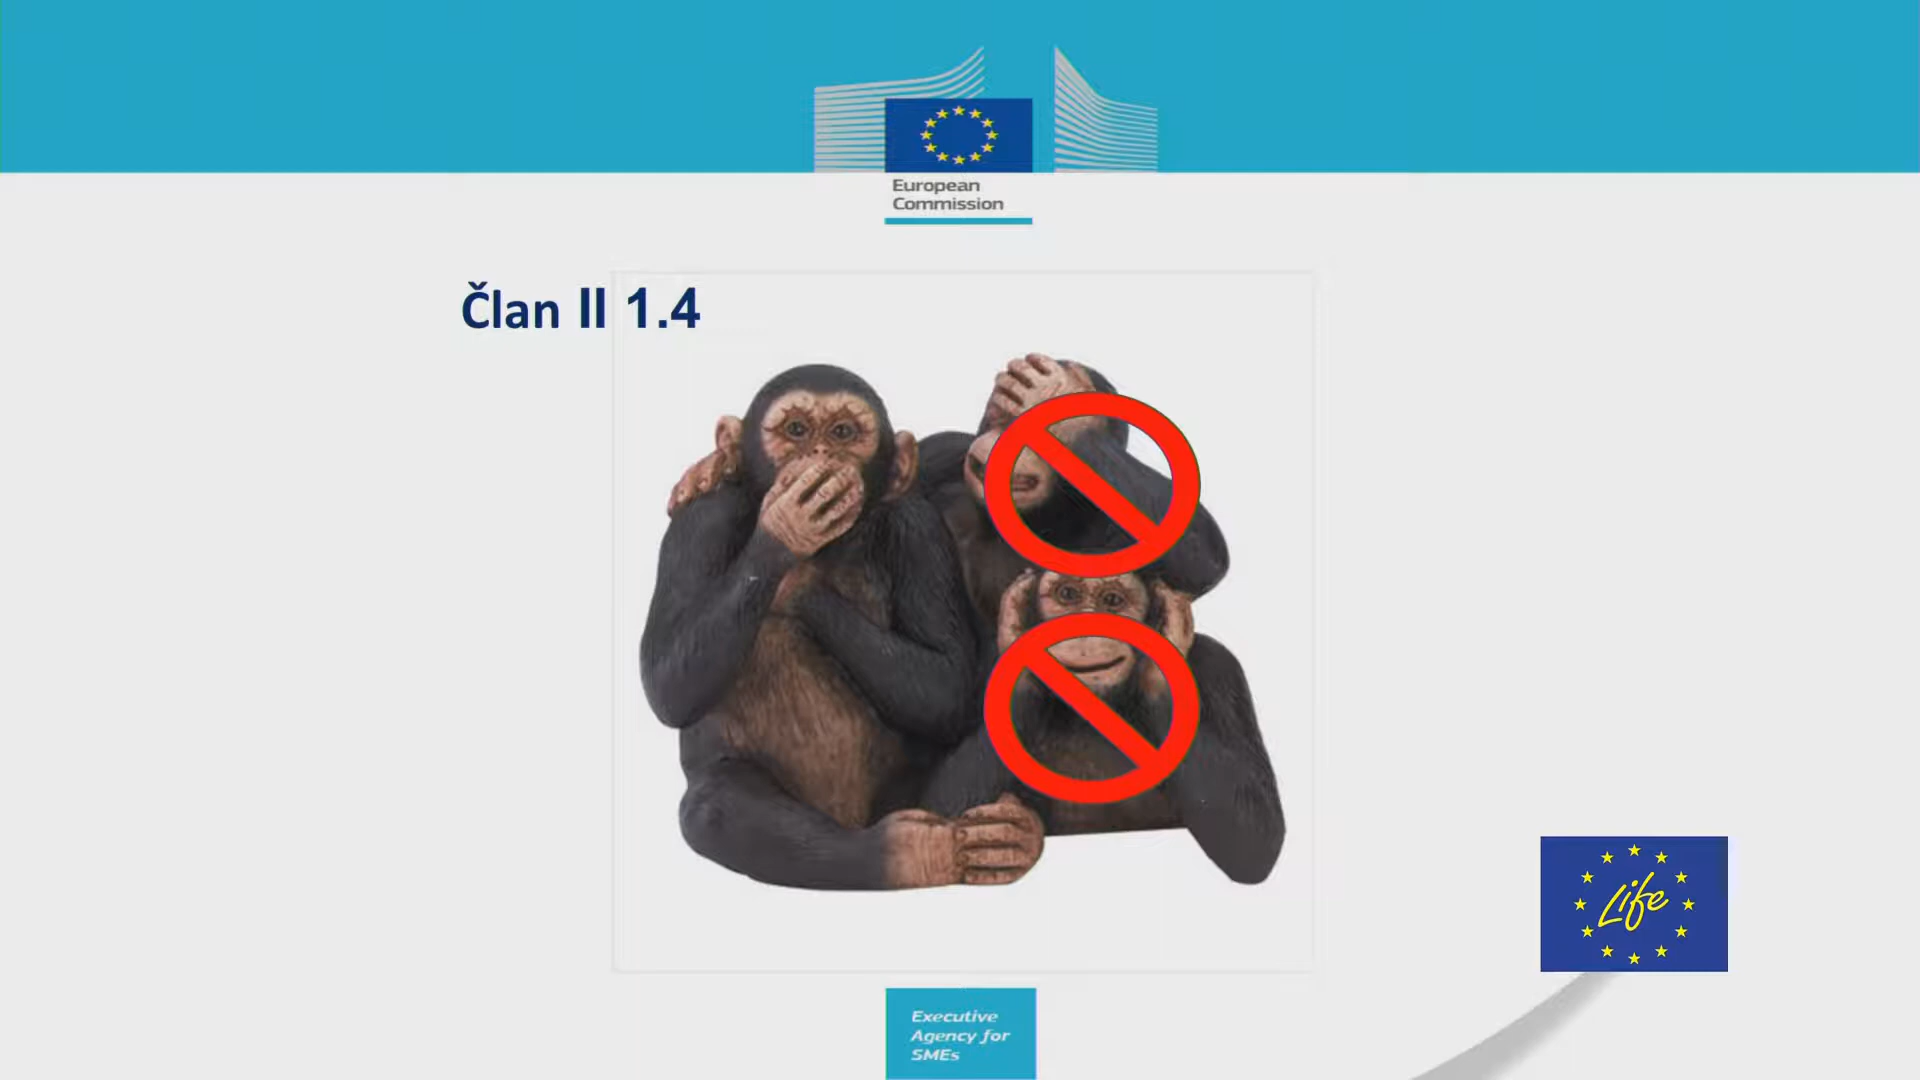 European
Commission
Član II 1.4
Life
Executive
Agency for
SMEs